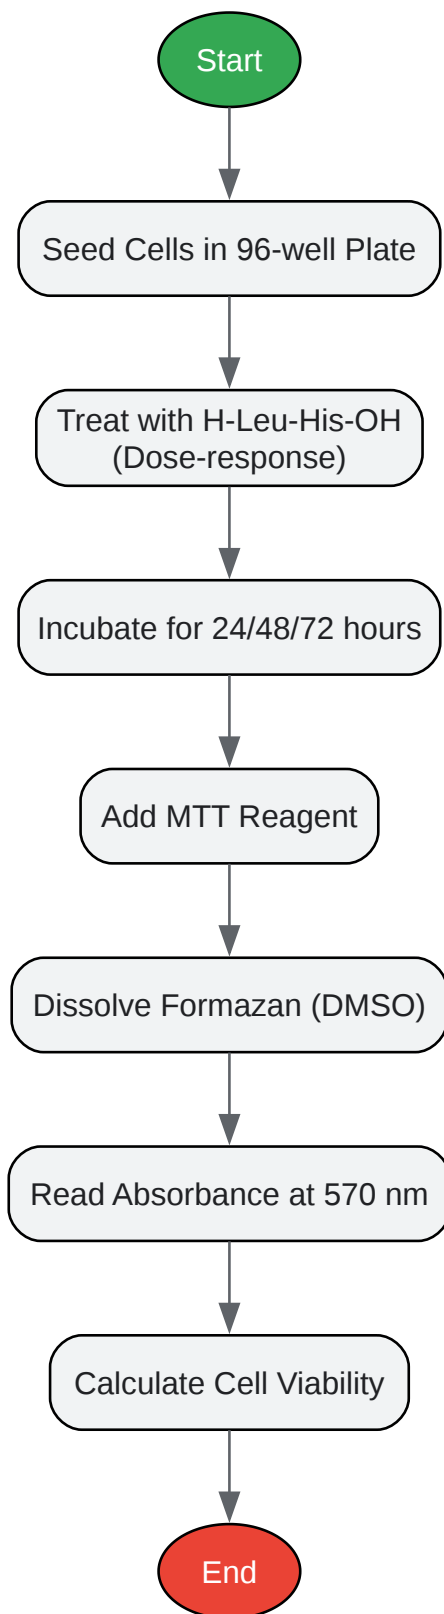 Start
Seed Cells in 96-well Plate
Treat with H-Leu-His-OH
(Dose-response)
Incubate for 24/48/72 hours
Add MTT Reagent
Dissolve Formazan (DMSO)
Read Absorbance at 570 nm
Calculate Cell Viability
End